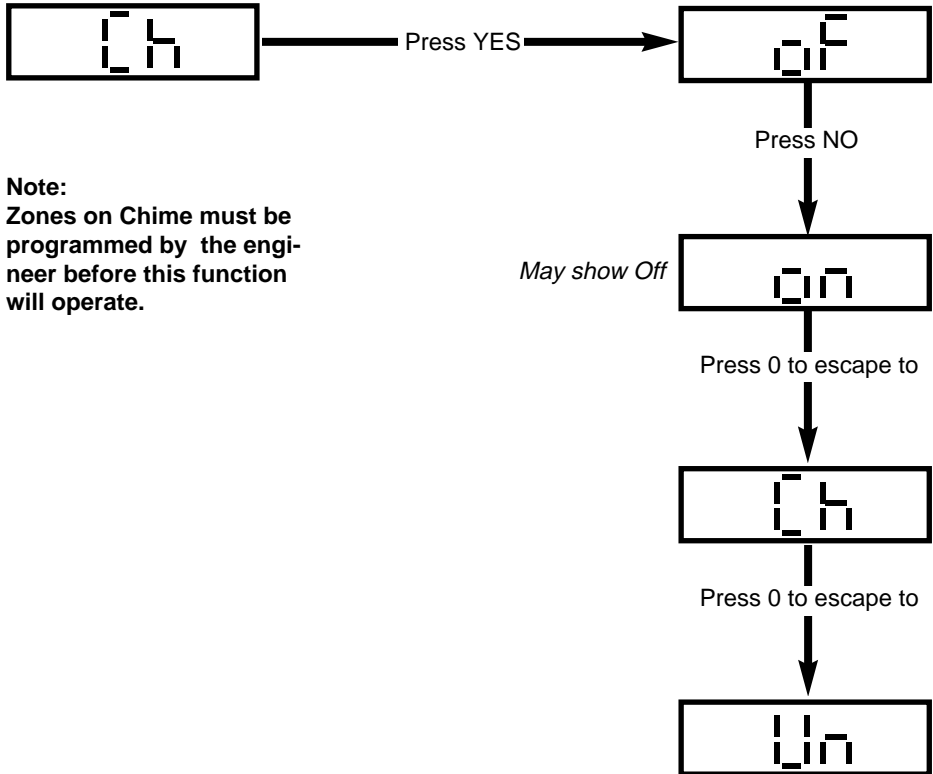 Ch
Press YES
oF
Press NO
Note:
Zones on Chime must be
programmed by the engi-
neer before this function
will operate.
May show Off
on
Press 0 to escape to
Ch
Press 0 to escape to
Un